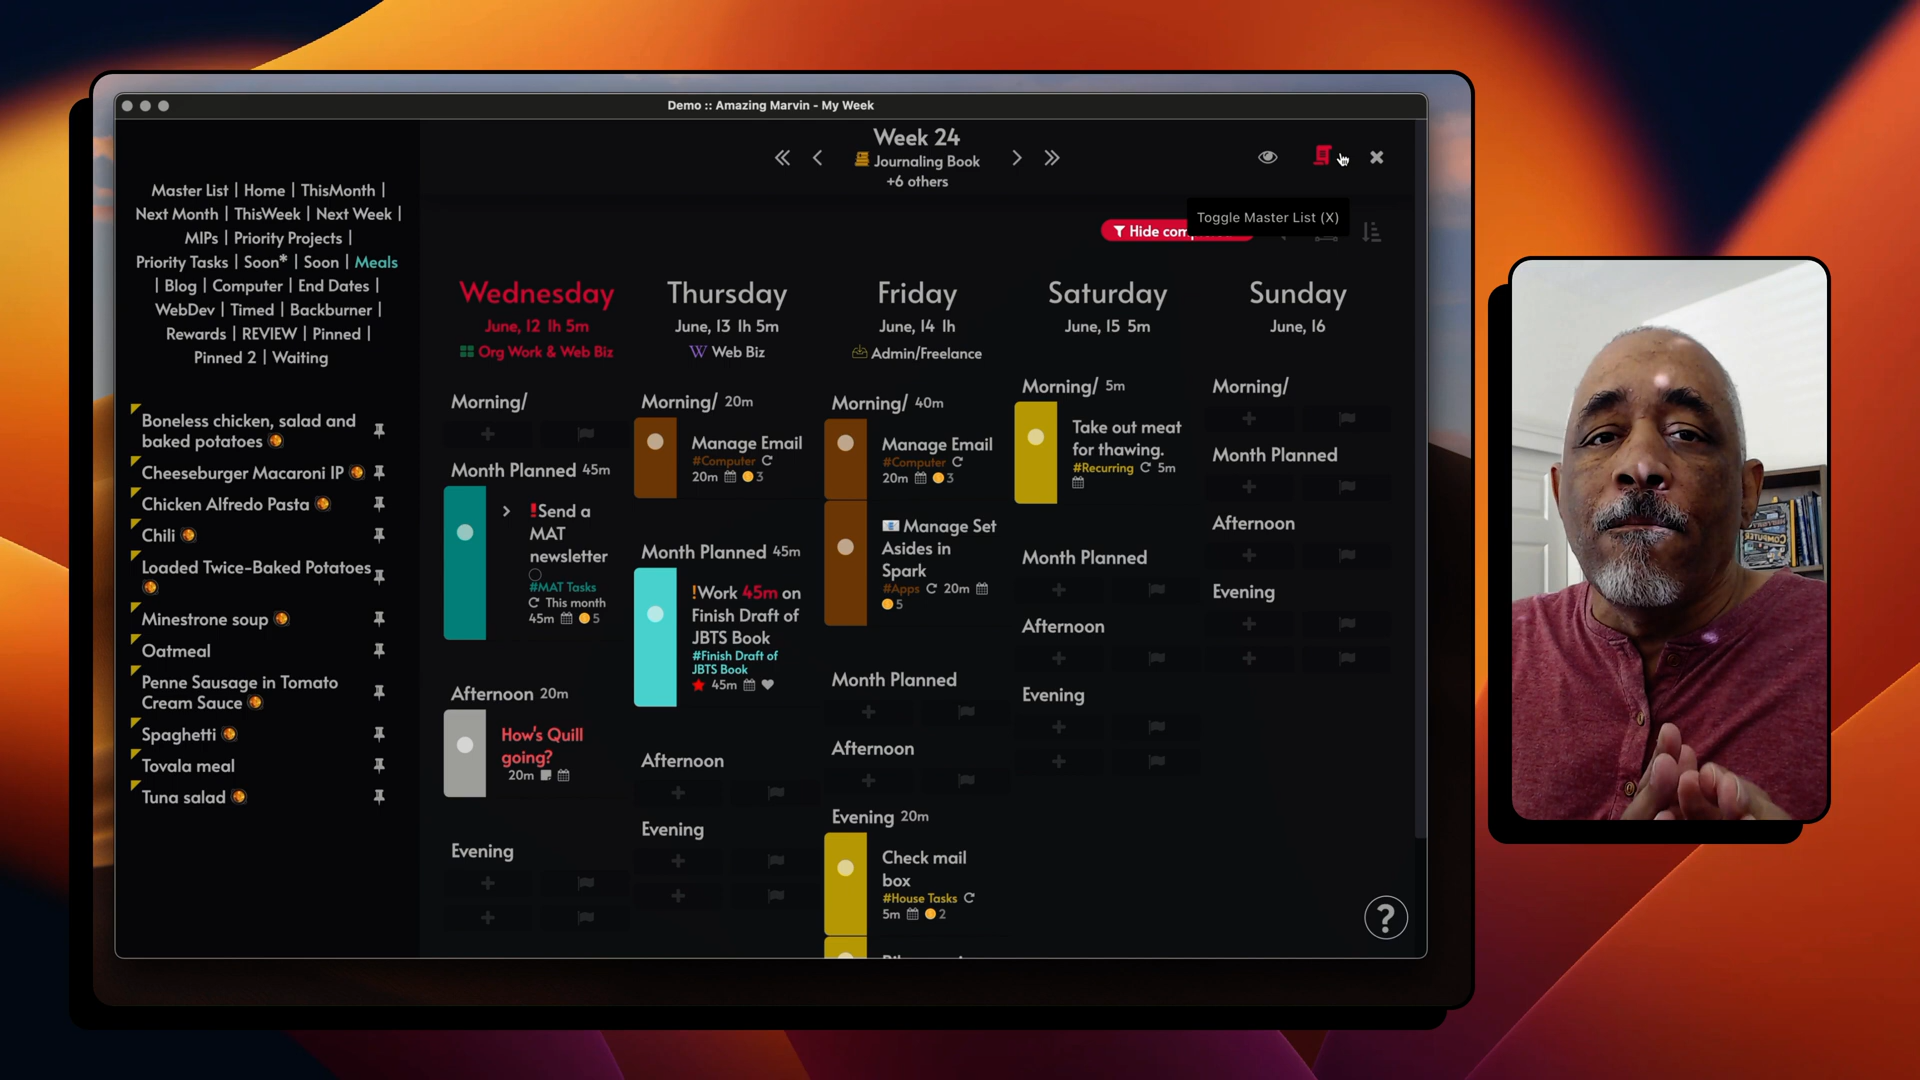 Demo :: Amazing Marvin - My Week
Week 24
Journaling Book
+6 others
Toggle Master List (X)
Master List | Home | ThisMonth |
Next Month | ThisWeek | Next Week |
MIPs | Priority Projects |
Priority Tasks | Soon* | Soon | Meals
| Blog | Computer | End Dates |
WebDev | Timed | Backburner |
Rewards | REVIEW | Pinned |
Pinned 2 | Waiting
Boneless chicken, salad and
baked potatoes
Cheeseburger Macaroni IP
Chicken Alfredo Pasta
Chili
Loaded Twice-Baked Potatoes
Minestrone soup
Oatmeal
Penne Sausage in Tomato
Cream Sauce
Spaghetti
Tovala meal
Tuna salad
Hide
Wednesday
June, 12 1h 5m
Org Work & Web Biz
Morning/
Month Planned 45m
!Send a
MAT
newsletter
#MAT Tasks
This month
45m 5
Afternoon 20m
How's Quill
going?
20m
Evening
Thursday
June, 13 1h 5m
Web Biz
Morning/ 20m
Manage Email
#Computer
20m 3
Month Planned 45m
!Work 45m on
Finish Draft of
JBTS Book
#Finish Draft of
JBTS Book
45m
Afternoon
Evening
Friday
June, 14 1h
Admin/Freelance
Morning/ 40m
Manage Email
#Computer
20m 3
Manage Set
Asides in
Spark
#Apps 20m
5
Month Planned
Afternoon
Evening 20m
Check mail
box
#House Tasks
5m 2
Saturday
June, 15 5m
Morning/ 5m
Take out meat
for thawing.
#Recurring 5m
Month Planned
Afternoon
Evening
Sunday
June, 16
Morning/
Month Planned
Afternoon
Evening
?